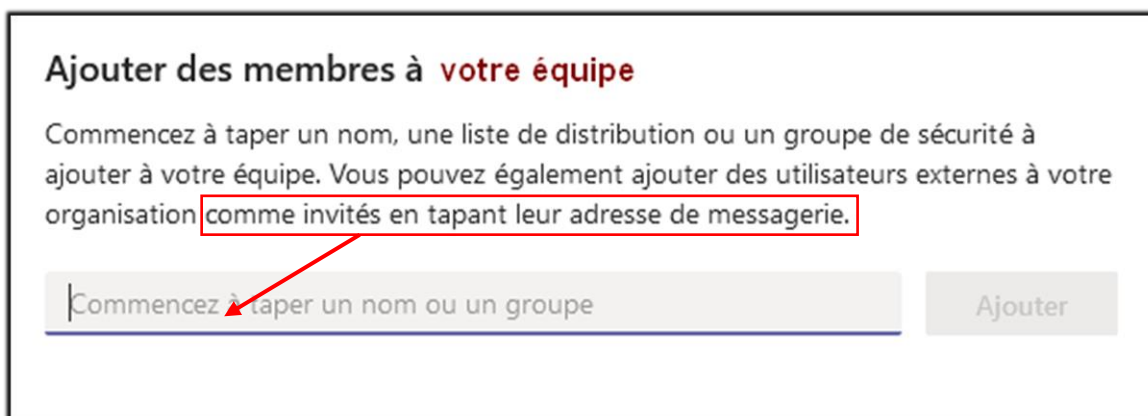 Ajouter des membres à votre équipe
Commencez à taper un nom, une liste de distribution ou un groupe de sécurité à
ajouter à votre équipe. Vous pouvez également ajouter des utilisateurs externes à votre
organisation comme invités en tapant leur adresse de messagerie.
Commencez à taper un nom ou un groupe
Ajouter